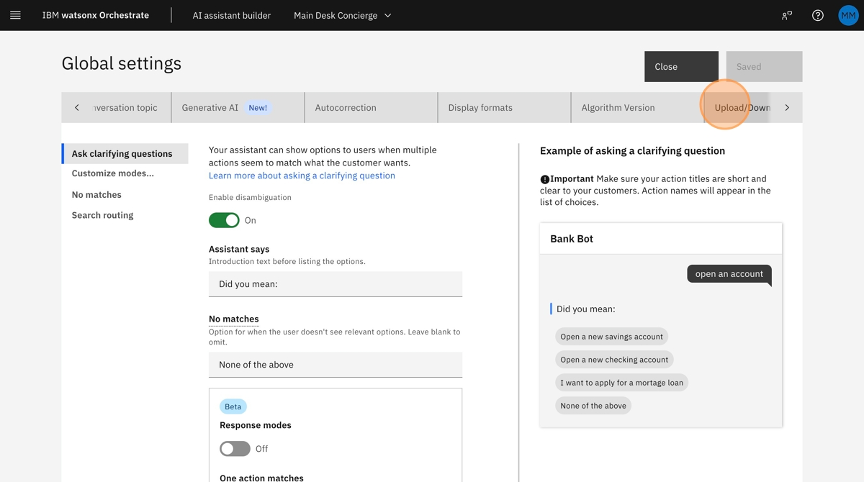 IBM watsonx Orchestrate
AI assistant builder
Main Desk Concierge
MM
Global settings
Close
Saved
nversation topic
Generative AI
New!
Autocorrection
Display formats
Algorithm Version
Upload/Down
Ask clarifying questions
Customize modes...
No matches
Search routing
Your assistant can show options to users when multiple
actions seem to match what the customer wants.
Learn more about asking a clarifying question
Enable disambiguation
On
Assistant says
Introduction text before listing the options.
Did you mean:
No matches
Option for when the user doesn't see relevant options. Leave blank to
omit.
None of the above
Beta
Response modes
Off
One action matches
Example of asking a clarifying question
Important Make sure your action titles are short and
clear to your customers. Action names will appear in the
list of choices.
Bank Bot
open an account
Did you mean:
Open a new savings account
Open a new checking account
I want to apply for a mortage loan
None of the above